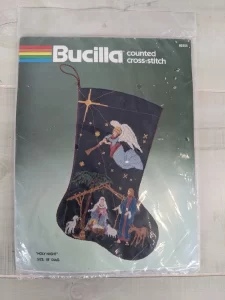 Bucilla counted
cross-stitch
"HOLY NIGHT"